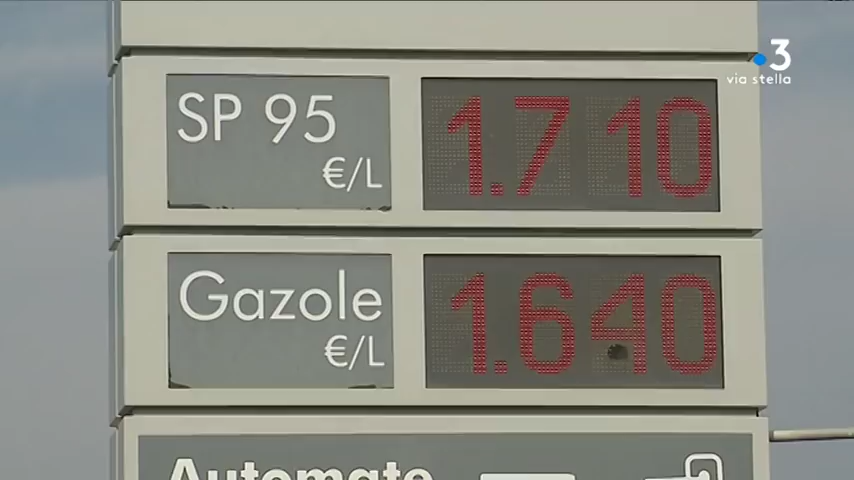 3
via stella
SP 95
€/L
1.710
Gazole
€/L
1.640
Automate